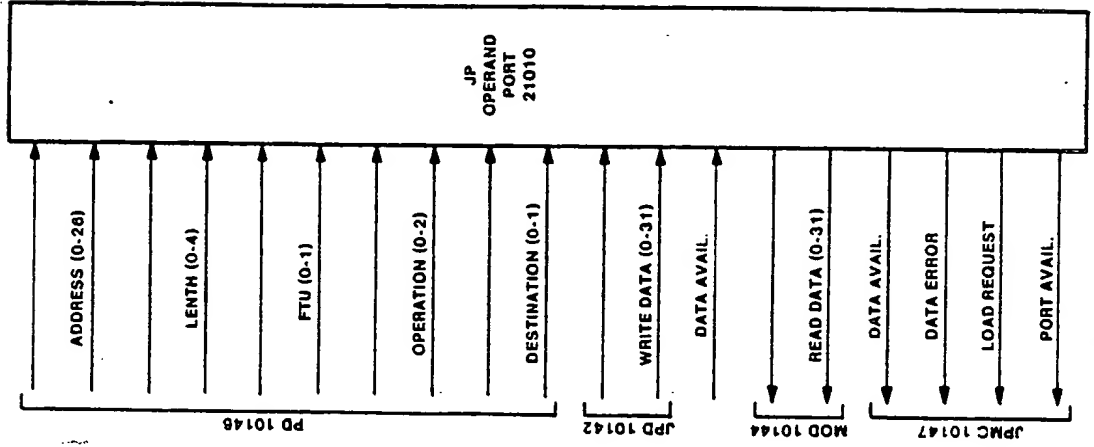 JP
OPERAND
PORT
21010
ADDRESS (0-26)
LENTH (0-4)
FTU (0-1)
OPERATION (0-2)
DESTINATION (0-1)
WRITE DATA (0-31)
DATA AVAIL.
READ DATA (0-31)
DATA AVAIL.
DATA ERROR
LOAD REQUEST
PORT AVAIL.
PD 10146
JPD 10142
MOD 10144
JPMC 10147